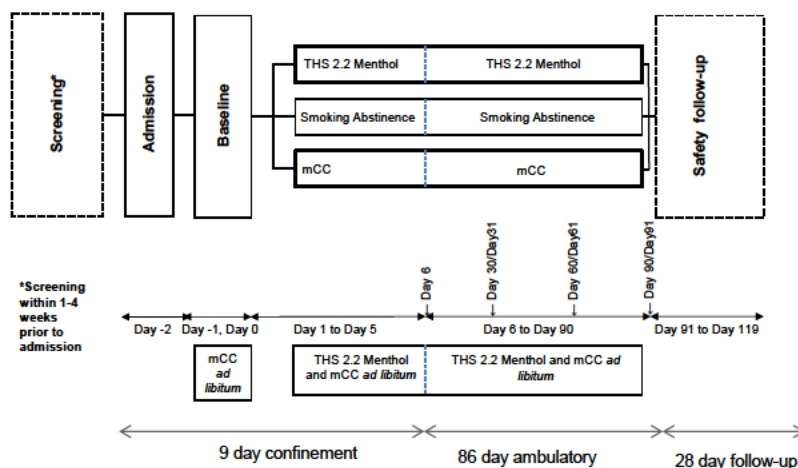 Screening*
Admission
Baseline
THS 2.2 Menthol
THS 2.2 Menthol
Smoking Abstinence
Smoking Abstinence
mCC
mCC
Safety follow-up
*Screening
within 1-4
weeks
prior to
admission
Day 6
Day 30/Day31
Day 60/Day61
Day 90/Day91
Day -2
Day -1, Day 0
Day 1 to Day 5
Day 6 to Day 90
Day 91 to Day 119
mCC
ad
libitum
THS 2.2 Menthol
and mCC ad libitum
THS 2.2 Menthol and mCC ad
libitum
9 day confinement
86 day ambulatory
28 day follow-up